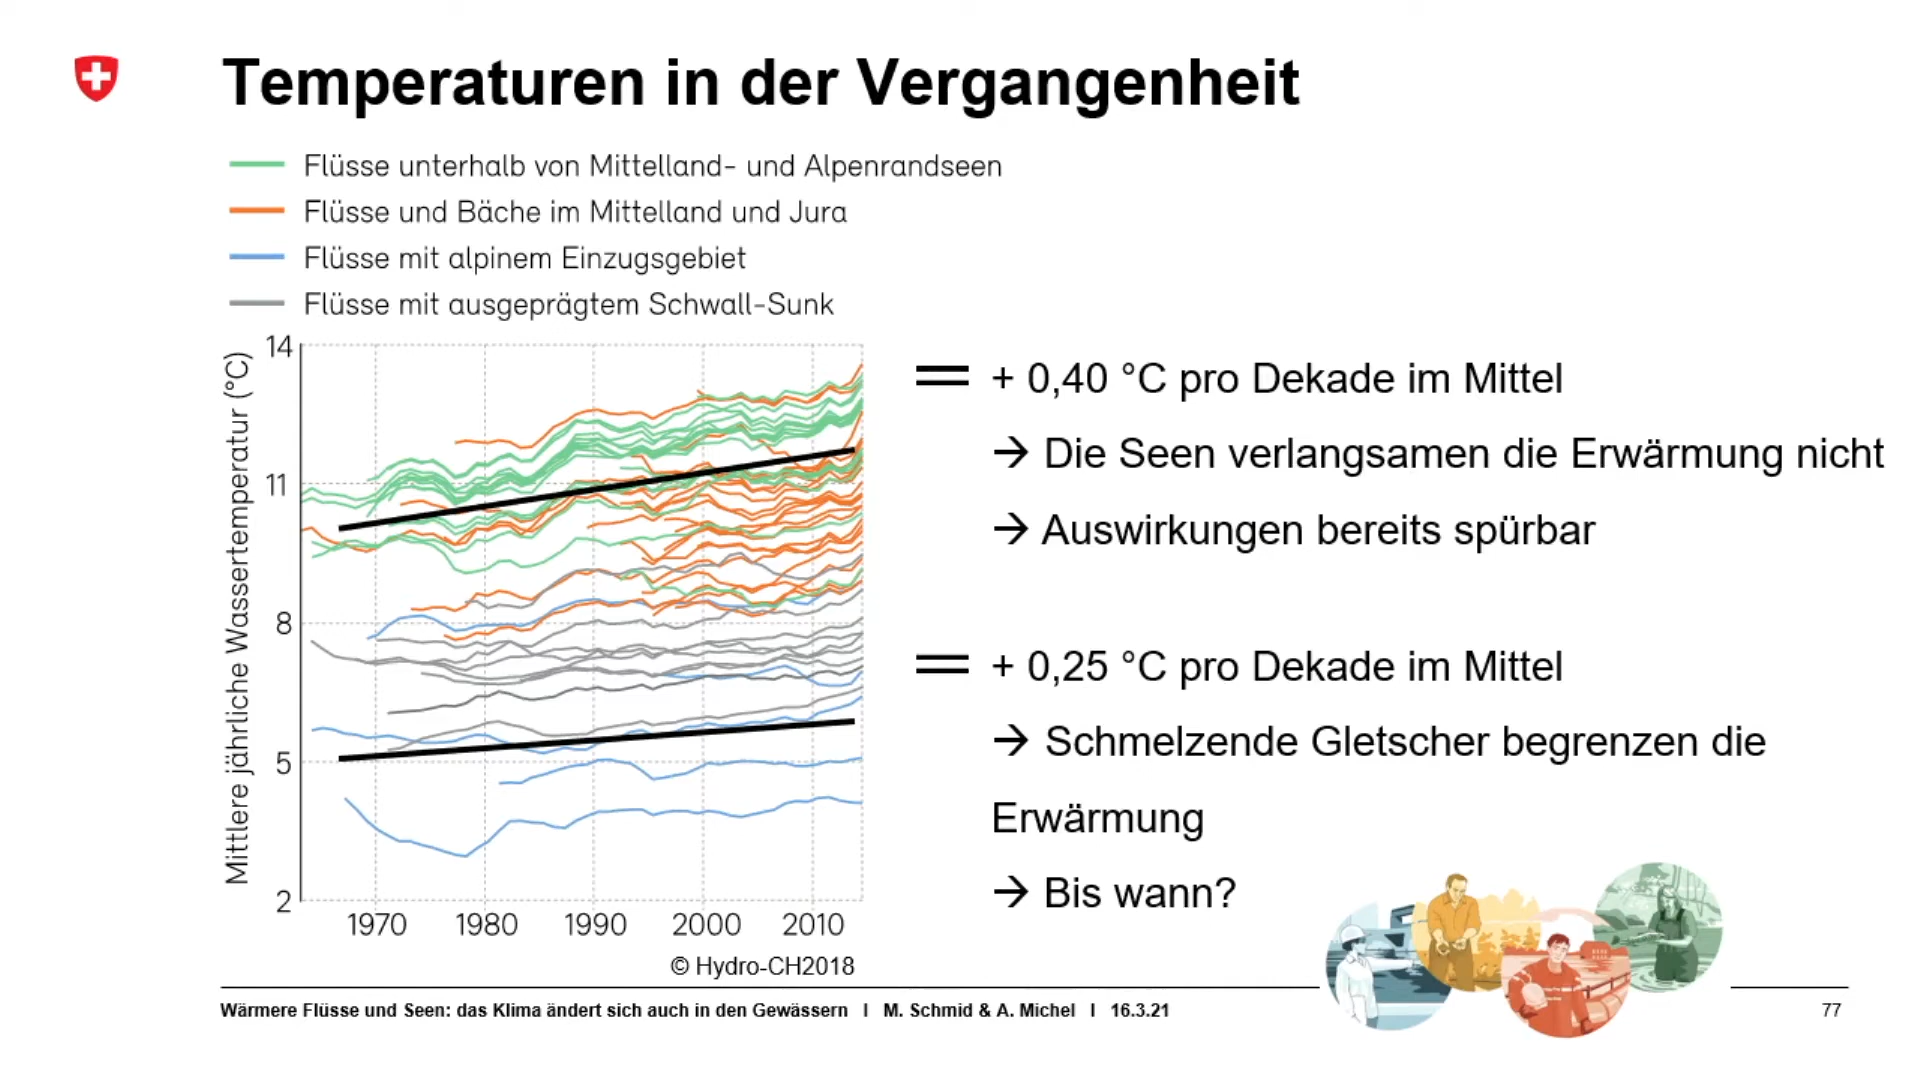 Temperaturen in der Vergangenheit
Flüsse unterhalb von Mittelland- und Alpenrandseen
Flüsse und Bäche im Mittelland und Jura
Flüsse mit alpinem Einzugsgebiet
Flüsse mit ausgeprägtem Schwall-Sunk
Mittlere jährliche Wassertemperatur (°C)
14
11
8
5
2
1970 1980 1990 2000 2010
© Hydro-CH2018
+ 0,40 °C pro Dekade im Mittel
→ Die Seen verlangsamen die Erwärmung nicht
→ Auswirkungen bereits spürbar
+ 0,25 °C pro Dekade im Mittel
→ Schmelzende Gletscher begrenzen die
Erwärmung
→ Bis wann?
Wärmere Flüsse und Seen: das Klima ändert sich auch in den Gewässern I M. Schmid & A. Michel I 16.3.21
77